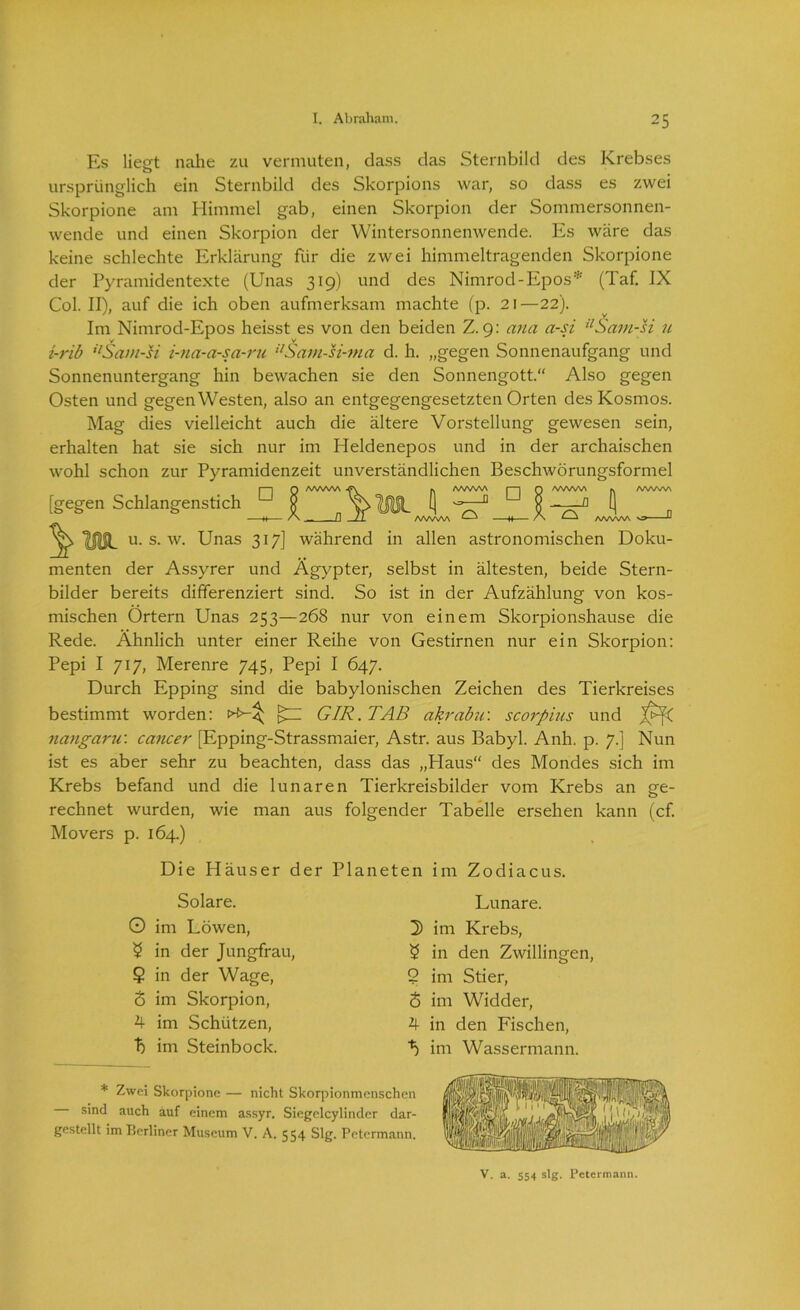 I. Abraham. 25
Es liegt nahe zu vermuten, dass das Sternbild des Krebses
ursprünglich ein Sternbild des Skorpions war, so dass es zwei
Skorpione am Himmel gab, einen Skorpion der Sommersonnen-
wende und einen Skorpion der Wintersonnenwende. Es wäre das
keine schlechte Erklärung für die zwei himmeltragenden Skorpione
der Pyramidentexte (Unas 319) und des Nimrod-Epos* (Taf. IX
Col. II), auf die ich oben aufmerksam machte (p. 21—22).
Im Nimrod-Epos heisst es von den beiden Z. 9: ana a-ṣi ⁱˡŠam-ši u
i-rib ⁱˡŠam-ši i-na-a-ṣa-ru ⁱˡŠam-ši-ma d. h. „gegen Sonnenaufgang und
Sonnenuntergang hin bewachen sie den Sonnengott.“ Also gegen
Osten und gegen Westen, also an entgegengesetzten Orten des Kosmos.
Mag dies vielleicht auch die ältere Vorstellung gewesen sein,
erhalten hat sie sich nur im Heldenepos und in der archaischen
wohl schon zur Pyramidenzeit unverständlichen Beschwörungsformel
[gegen Schlangenstich
u. s. w. Unas 317] während in allen astronomischen Doku-
menten der Assyrer und Ägypter, selbst in ältesten, beide Stern-
bilder bereits differenziert sind. So ist in der Aufzählung von kos-
mischen Örtern Unas 253—268 nur von einem Skorpionshause die
Rede. Ähnlich unter einer Reihe von Gestirnen nur ein Skorpion:
Pepi I 717, Merenre 745, Pepi I 647.
Durch Epping sind die babylonischen Zeichen des Tierkreises
bestimmt worden: GIR. TAB aḳrabu: scorpius und
nangaru: cancer [Epping-Strassmaier, Astr. aus Babyl. Anh. p. 7.] Nun
ist es aber sehr zu beachten, dass das „Haus“ des Mondes sich im
Krebs befand und die lunaren Tierkreisbilder vom Krebs an ge-
rechnet wurden, wie man aus folgender Tabelle ersehen kann (cf.
Movers p. 164.)
Die Häuser der Planeten im Zodiacus.
Solare.
☉ im Löwen,
☿ in der Jungfrau,
♀ in der Wage,
♂ im Skorpion,
♃ im Schützen,
♄ im Steinbock.
Lunare.
☽ im Krebs,
☿ in den Zwillingen,
♀ im Stier,
♂ im Widder,
♃ in den Fischen,
♄ im Wassermann.
* Zwei Skorpione — nicht Skorpionmenschen
— sind auch auf einem assyr. Siegelcylinder dar-
gestellt im Berliner Museum V. A. 554 Slg. Petermann.
V. a. 554 slg. Petermann.